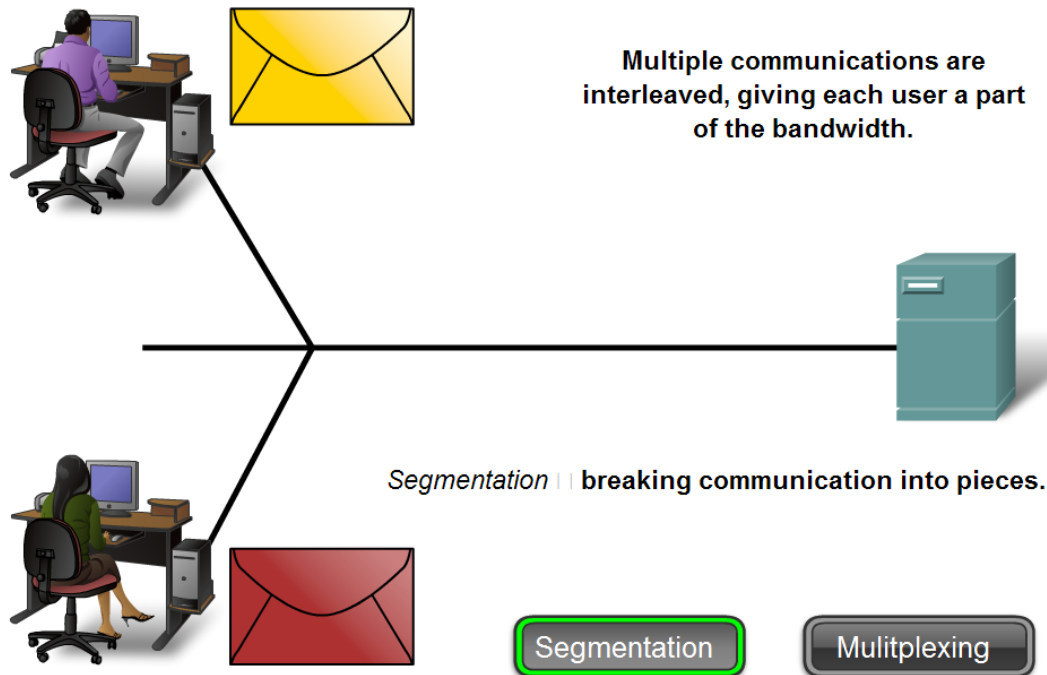 Multiple communications are
interleaved, giving each user a part
of the bandwidth.
Segmentation breaking communication into pieces.
Segmentation
Mulitplexing